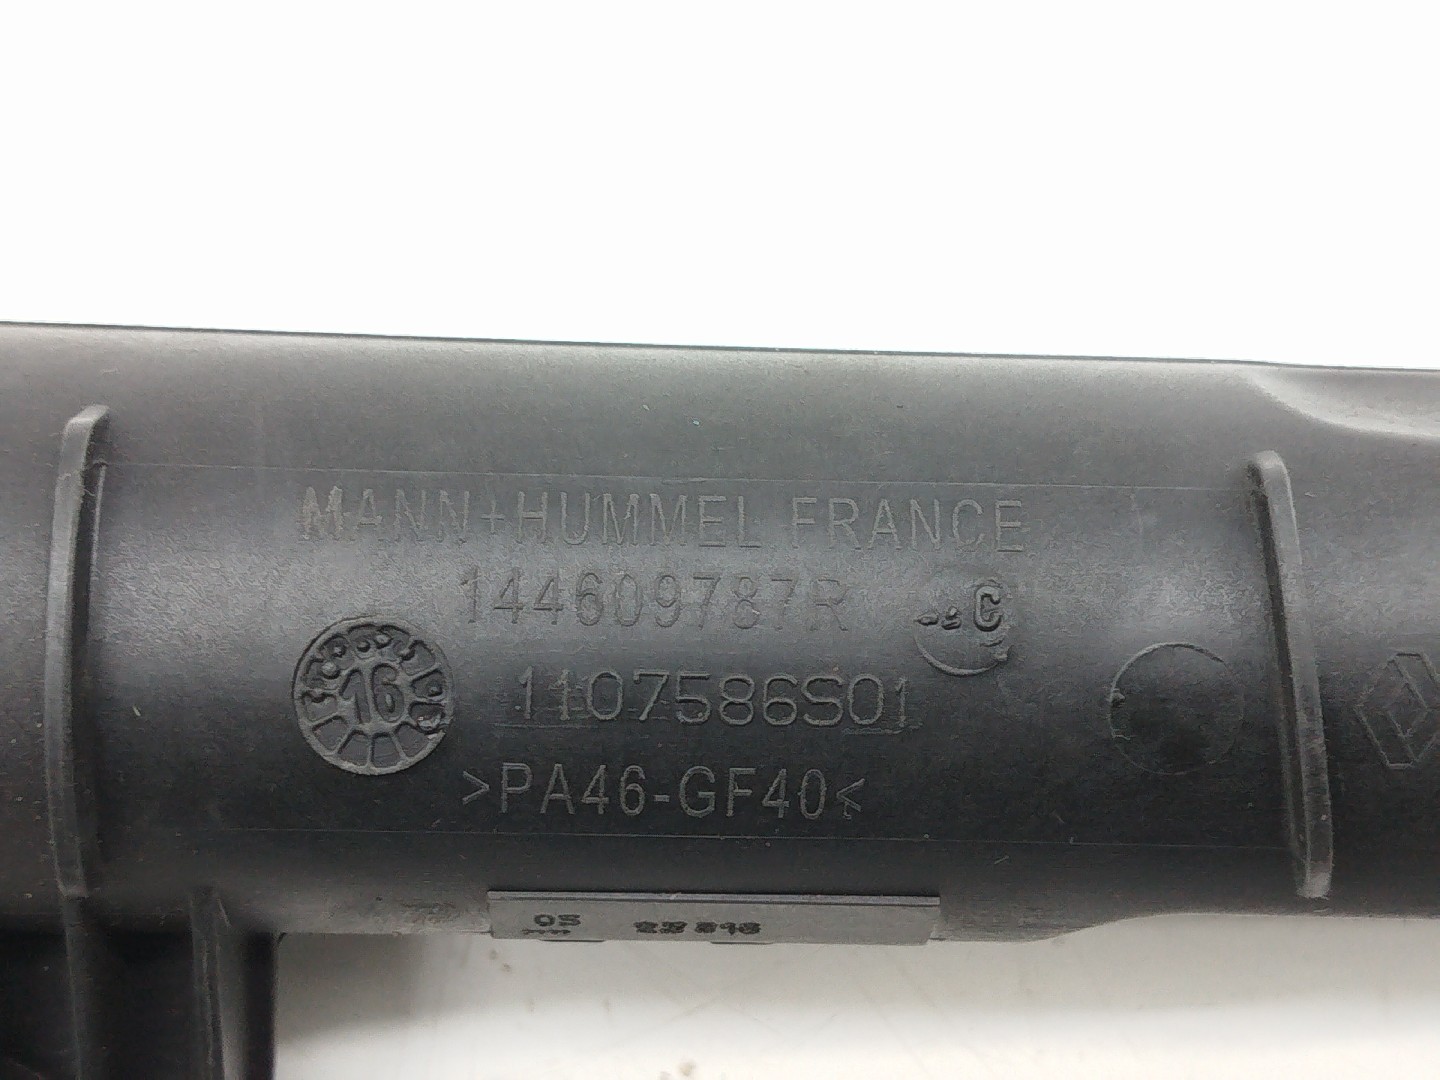 MANN+HUMMEL FRANCE
144609787R
C
16
1107586S01
>PA46-GF40<
05